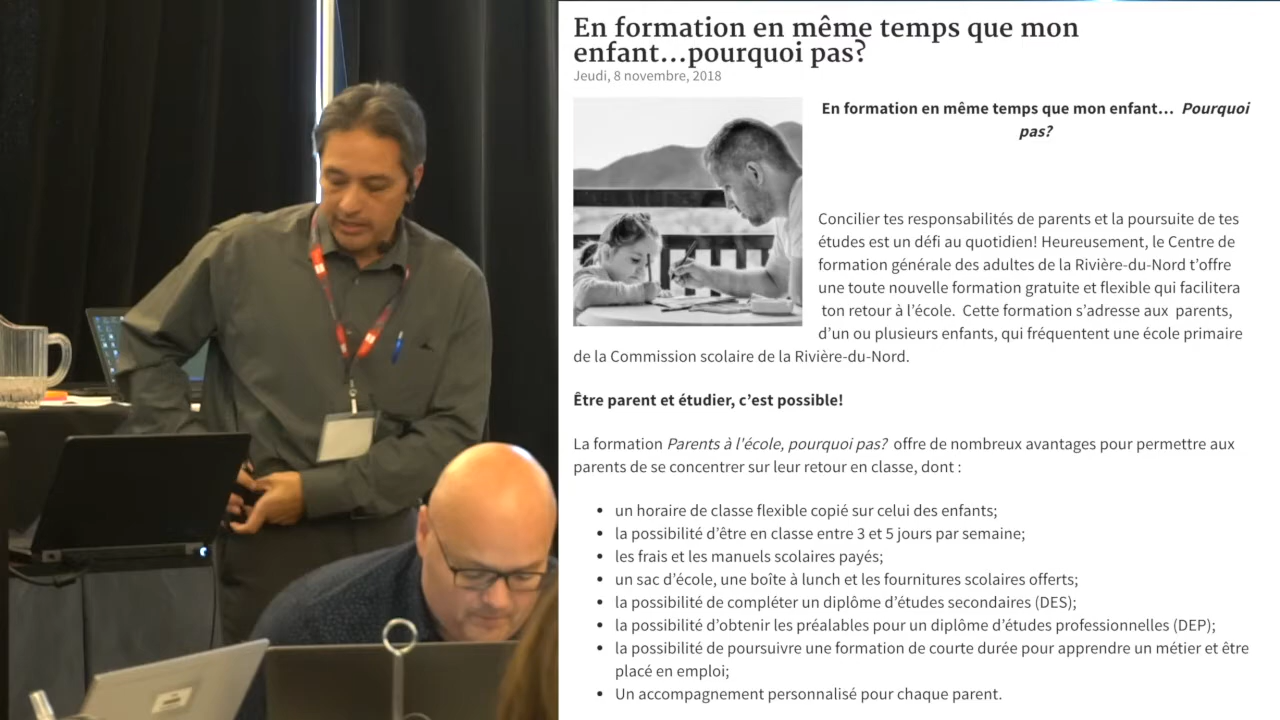 En formation en même temps que mon
enfant...pourquoi pas?
Jeudi, 8 novembre, 2018
En formation en même temps que mon enfant... Pourquoi
pas?
Concilier tes responsabilités de parents et la poursuite de tes
études est un défi au quotidien! Heureusement, le Centre de
formation générale des adultes de la Rivière-du-Nord t'offre
une toute nouvelle formation gratuite et flexible qui facilitera
ton retour à l'école. Cette formation s'adresse aux parents,
d'un ou plusieurs enfants, qui fréquentent une école primaire
de la Commission scolaire de la Rivière-du-Nord.
Être parent et étudier, c'est possible!
La formation Parents à l'école, pourquoi pas? offre de nombreux avantages pour permettre aux
parents de se concentrer sur leur retour en classe, dont :
• un horaire de classe flexible copié sur celui des enfants;
• la possibilité d'être en classe entre 3 et 5 jours par semaine;
• les frais et les manuels scolaires payés;
• un sac d'école, une boîte à lunch et les fournitures scolaires offerts;
• la possibilité de compléter un diplôme d'études secondaires (DES);
• la possibilité d'obtenir les préalables pour un diplôme d'études professionnelles (DEP);
• la possibilité de poursuivre une formation de courte durée pour apprendre un métier et être
placé en emploi;
• Un accompagnement personnalisé pour chaque parent.